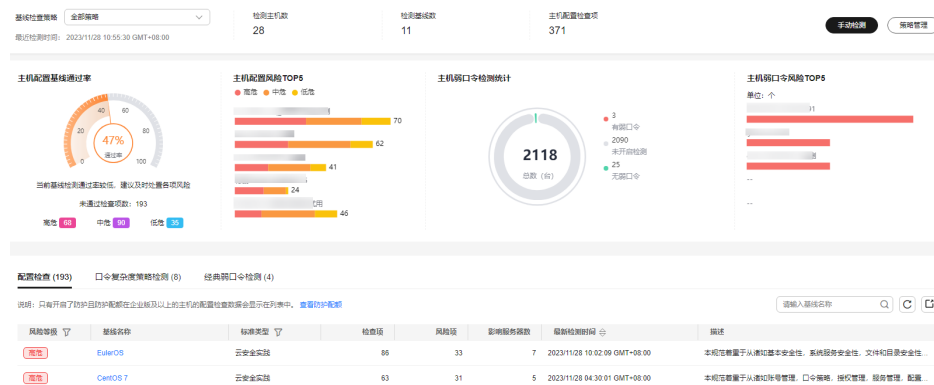 基线检查策略 全部策略
最近检测时间： 2023/11/28 10:55:30 GMT+08:00
检测主机数
28
检测基线数
11
主机配置检查项
371
手动检测 策略管理
主机配置基线通过率
0 20 40 60 80 100
47%
通过率
当前基线检测通过率较低，建议及时处置各项风险
未通过检查项数：193
高危 68 中危 90 低危 35
主机配置风险TOP5
高危 中危 低危
70
62
41
24
46
主机弱口令检测统计
2118
总数（台）
3
有弱口令
2090
未开启检测
25
无弱口令
主机弱口令风险TOP5
单位：个
--
--
配置检查 (193) 口令复杂度策略检测 (8) 经典弱口令检测 (4)
说明：只有开启了防护且防护配额在企业版及以上的主机的配置检查数据会显示在列表中。 查看防护配额
请输入基线名称
风险等级 基线名称 标准类型 检查项 风险项 影响服务器数 最新检测时间 描述
高危 EulerOS 云安全实践 86 33 7 2023/11/28 10:02:09 GMT+08:00 本规范着重于从诸如基本安全性，系统服务安全性，文件和目录安全性...
高危 CentOS 7 云安全实践 63 31 5 2023/11/28 04:30:01 GMT+08:00 本规范着重于从诸如账号管理，口令策略，授权管理，服务管理，配置...